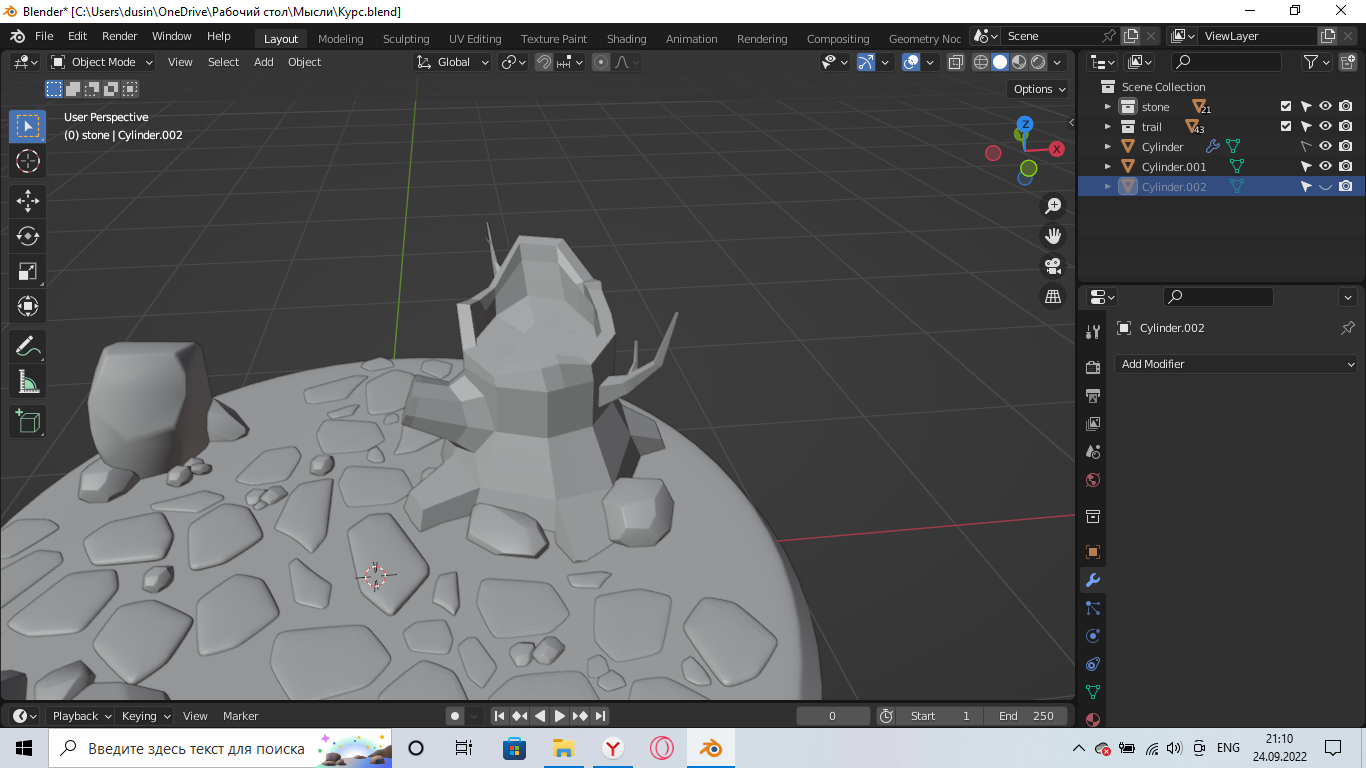 Blender* [C:\Users\dusin\OneDrive\Рабочий стол\Мысли\Курс.blend]
File Edit Render Window Help Layout Modeling Sculpting UV Editing Texture Paint Shading Animation Rendering Compositing Geometry Noc Scene ViewLayer
Object Mode View Select Add Object Global
Options
User Perspective
(0) stone | Cylinder.002
Z
X
Scene Collection
stone 21
trail 43
Cylinder
Cylinder.001
Cylinder.002
Cylinder.002
Add Modifier
Playback Keying View Marker 0 Start 1 End 250
Введите здесь текст для поиска
ENG
21:10
24.09.2022